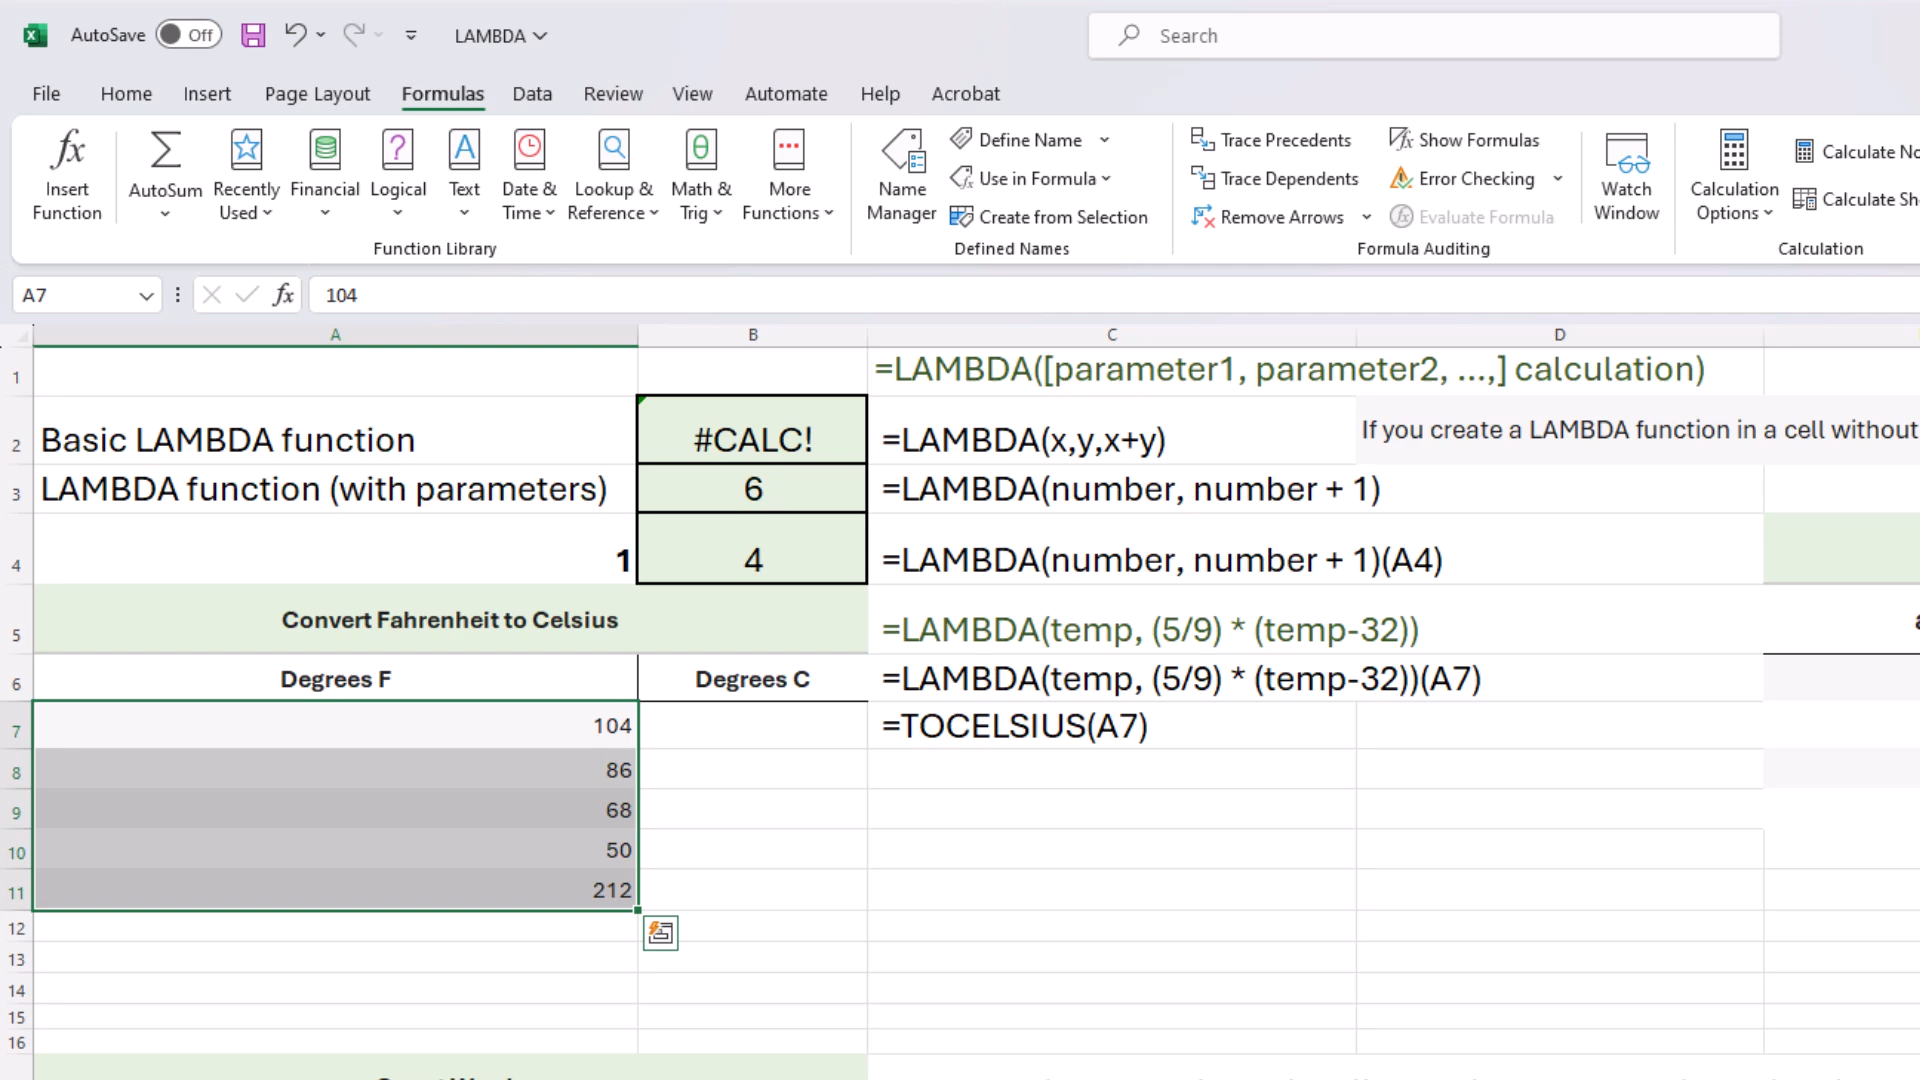 AutoSave Off LAMBDA Search
File Home Insert Page Layout Formulas Data Review View Automate Help Acrobat
Insert Function
AutoSum
Recently Used
Financial
Logical
Text
Date & Time
Lookup & Reference
Math & Trig
More Functions
Function Library
Name Manager
Define Name
Use in Formula
Create from Selection
Defined Names
Trace Precedents
Trace Dependents
Remove Arrows
Show Formulas
Error Checking
Evaluate Formula
Formula Auditing
Watch Window
Calculation Options
Calculate No
Calculate Sh
Calculation
A7 fx 104
A B C D
1 =LAMBDA([parameter1, parameter2, ...,] calculation)
2 Basic LAMBDA function #CALC! =LAMBDA(x,y,x+y) If you create a LAMBDA function in a cell without
3 LAMBDA function (with parameters) 6 =LAMBDA(number, number + 1)
4 1 4 =LAMBDA(number, number + 1)(A4)
5 Convert Fahrenheit to Celsius =LAMBDA(temp, (5/9) * (temp-32))
6 Degrees F Degrees C =LAMBDA(temp, (5/9) * (temp-32))(A7)
7 104 =TOCELSIUS(A7)
8 86
9 68
10 50
11 212
12
13
14
15
16